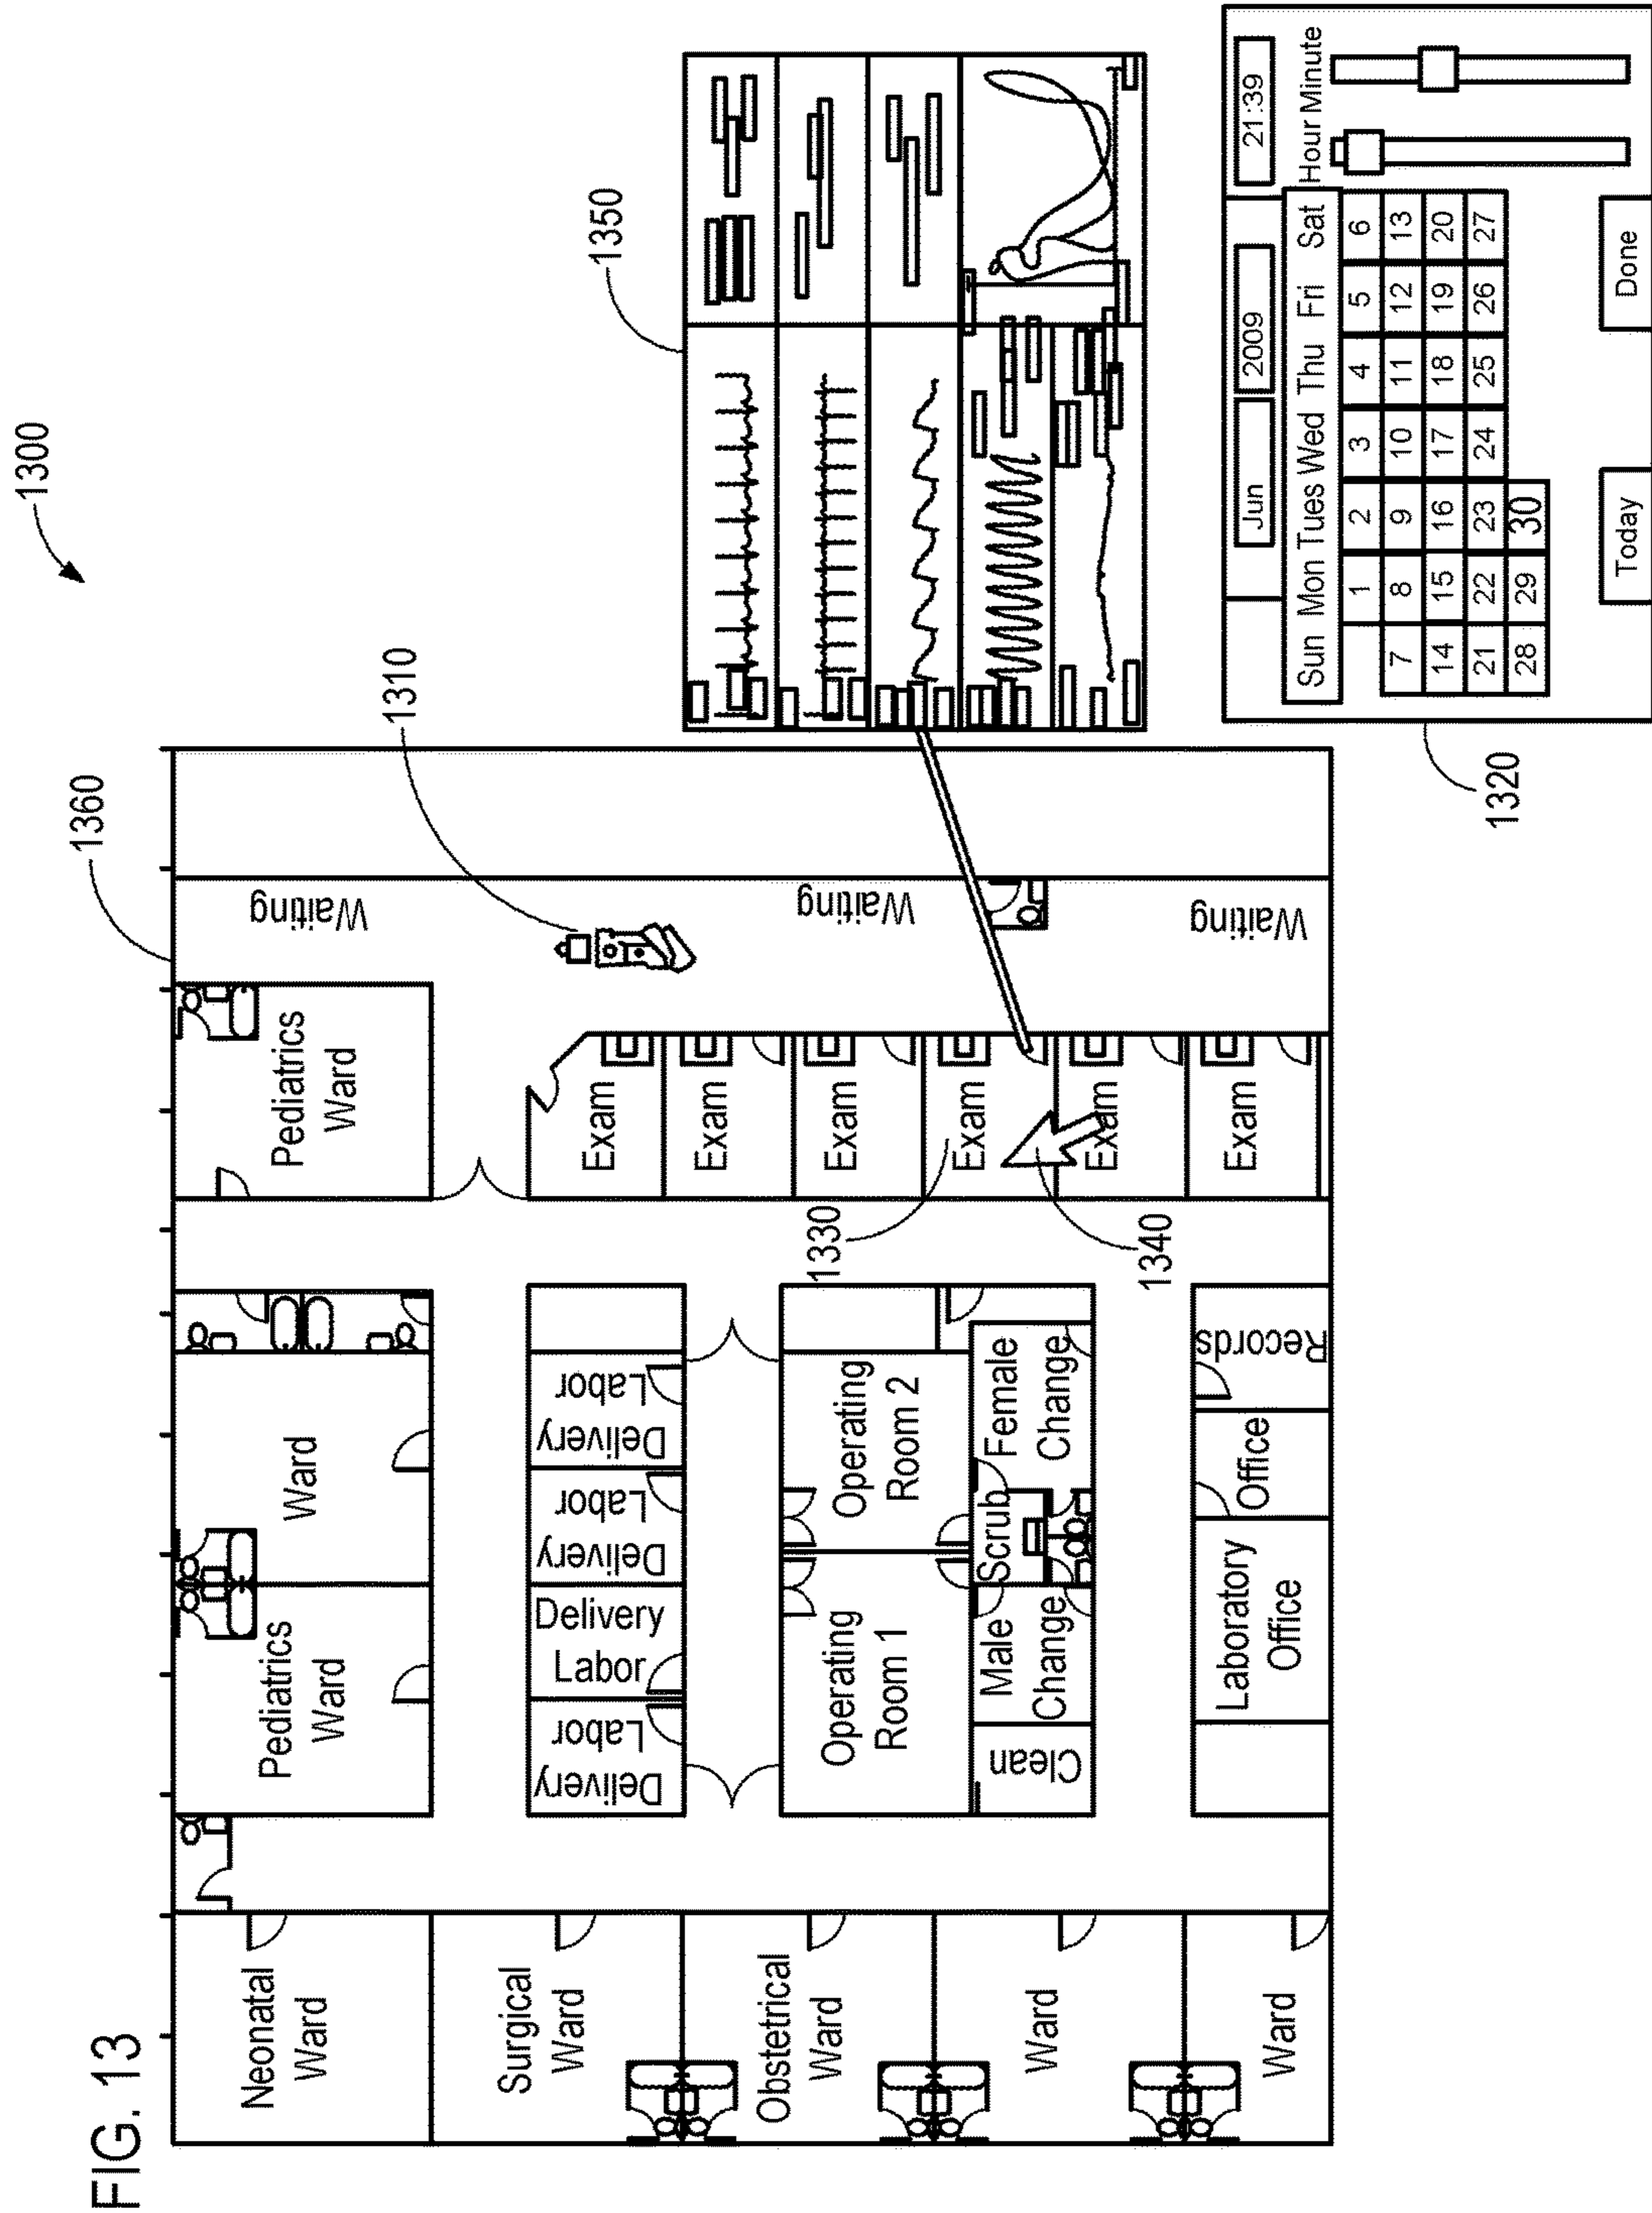 FIG. 13
1300
1360
1310
1350
Neonatal
Ward
Pediatrics
Ward
Ward
Pediatrics
Ward
Waiting
Surgical
Ward
Delivery
Labor
Delivery
Labor
Delivery
Labor
Delivery
Labor
Exam
Exam
Exam
Exam
Exam
Exam
Waiting
Waiting
Obstetrical
Ward
Operating
Room 1
Operating
Room 2
1330
1340
Ward
Clean
Male
Change
Scrub
Female
Change
Ward
Laboratory
Office
Office
Records
1320
Jun 2009 21:39
Sun Mon Tues Wed Thu Fri Sat Hour Minute
1 2 3 4 5 6
7 8 9 10 11 12 13
14 15 16 17 18 19 20
21 22 23 24 25 26 27
28 29 30
Today Done